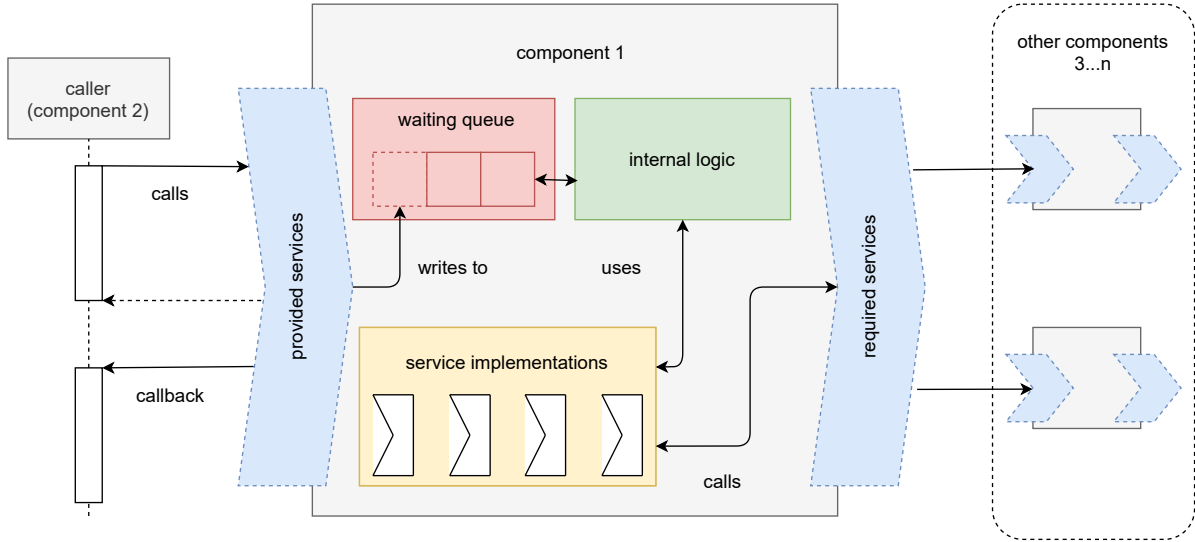 caller
(component 2)
calls
callback
provided services
component 1
waiting queue
internal logic
writes to
uses
service implementations
calls
required services
other components
3...n